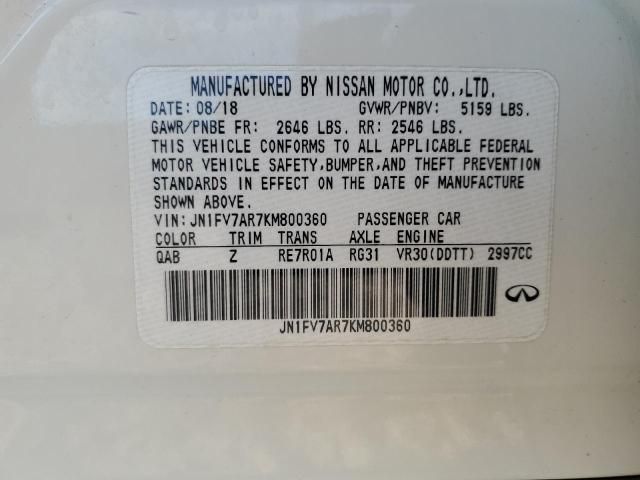 MANUFACTURED BY NISSAN MOTOR CO.,LTD.
DATE: 08/18 GVWR/PNBV: 5159 LBS.
GAWR/PNBE FR: 2646 LBS. RR: 2546 LBS.
THIS VEHICLE CONFORMS TO ALL APPLICABLE FEDERAL
MOTOR VEHICLE SAFETY,BUMPER,AND THEFT PREVENTION
STANDARDS IN EFFECT ON THE DATE OF MANUFACTURE
SHOWN ABOVE.
VIN: JN1FV7AR7KM800360 PASSENGER CAR
COLOR TRIM TRANS AXLE ENGINE
QAB Z RE7R01A RG31 VR30(DDTT) 2997CC
JN1FV7AR7KM800360